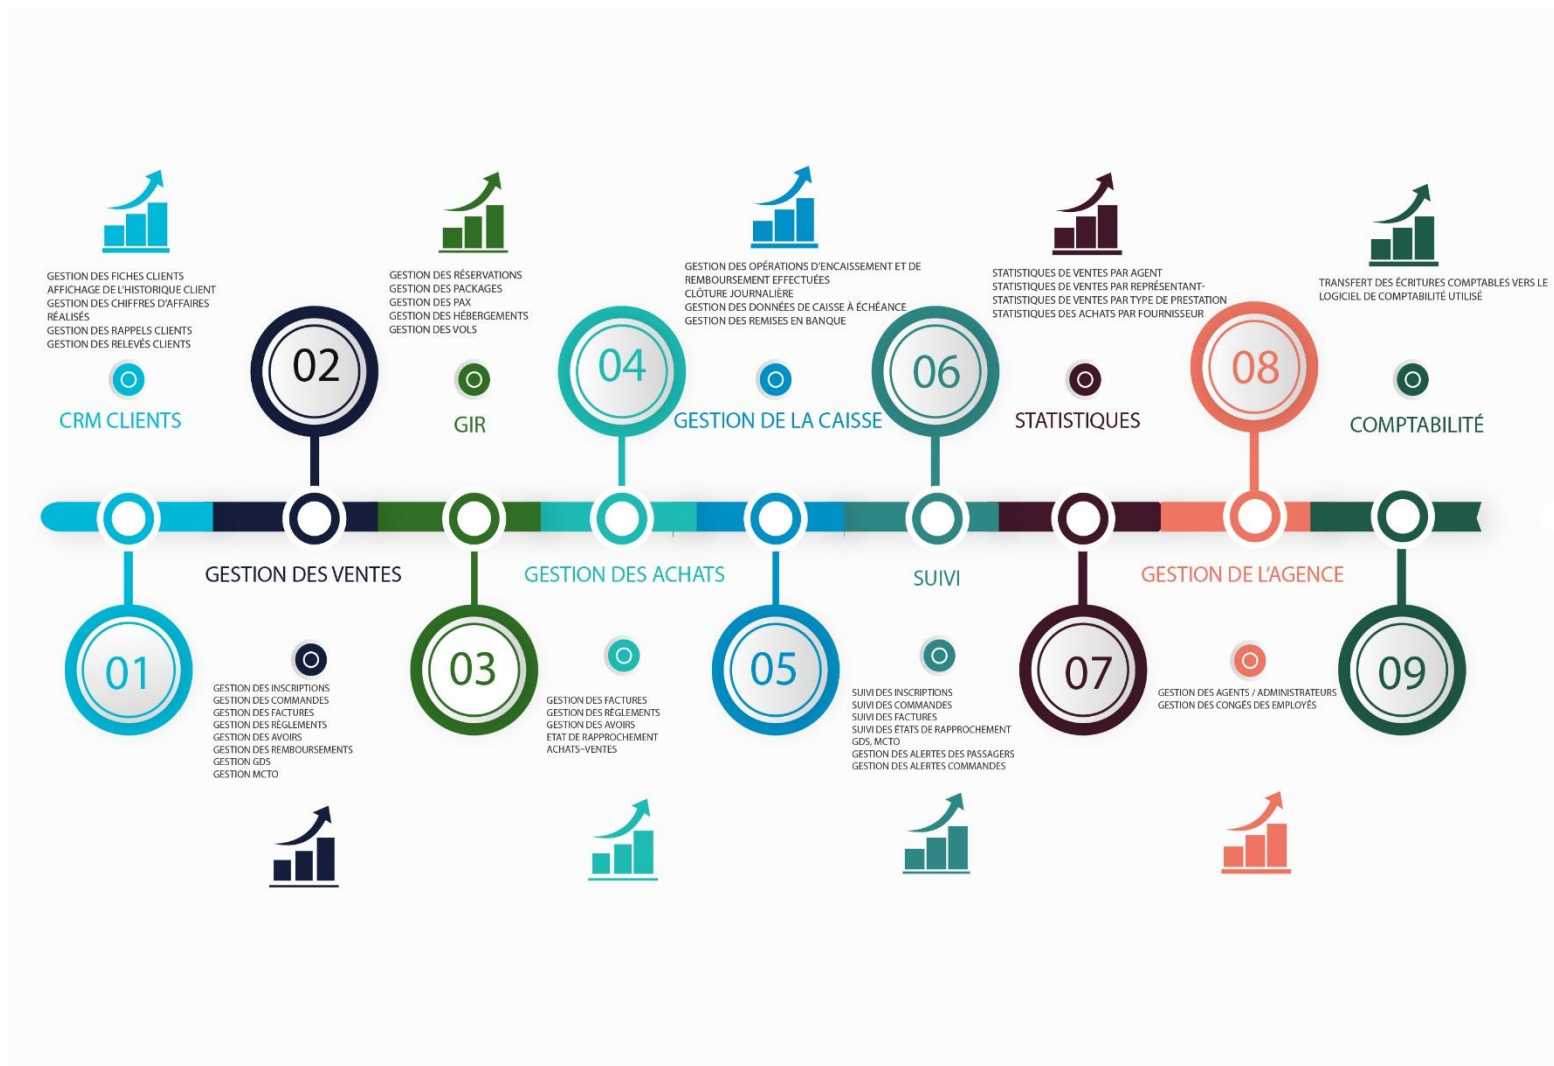 GESTION DES FICHES CLIENTS
AFFICHAGE DE L'HISTORIQUE CLIENT
GESTION DES CHIFFRES D'AFFAIRES
RÉALISÉS
GESTION DES RAPPELS CLIENTS
GESTION DES RELEVÉS CLIENTS
CRM CLIENTS
01
02
GESTION DES VENTES
GESTION DES INSCRIPTIONS
GESTION DES COMMANDES
GESTION DES FACTURES
GESTION DES RÈGLEMENTS
GESTION DES AVOIRS
GESTION DES REMBOURSEMENTS
GESTION GDS
GESTION MCTO
GESTION DES RÉSERVATIONS
GESTION DES PACKAGES
GESTION DES PAX
GESTION DES HÉBERGEMENTS
GESTION DES VOLS
GIR
03
04
GESTION DES ACHATS
GESTION DES FACTURES
GESTION DES RÈGLEMENTS
GESTION DES AVOIRS
ETAT DE RAPPROCHEMENT
ACHATS-VENTES
GESTION DES OPÉRATIONS D'ENCAISSEMENT ET DE
REMBOURSEMENT EFFECTUÉES
CLÔTURE JOURNALIÈRE
GESTION DES DONNÉES DE CAISSE À ÉCHÉANCE
GESTION DES REMISES EN BANQUE
GESTION DE LA CAISSE
05
06
SUIVI
SUIVI DES INSCRIPTIONS
SUIVI DES COMMANDES
SUIVI DES FACTURES
SUIVI DES ÉTATS DE RAPPROCHEMENT
GDS, MCTO
GESTION DES ALERTES DES PASSAGERS
GESTION DES ALERTES COMMANDES
STATISTIQUES DE VENTES PAR AGENT
STATISTIQUES DE VENTES PAR REPRÉSENTANT-
STATISTIQUES DE VENTES PAR TYPE DE PRESTATION
STATISTIQUES DES ACHATS PAR FOURNISSEUR
STATISTIQUES
07
08
GESTION DE L'AGENCE
GESTION DES AGENTS / ADMINISTRATEURS
GESTION DES CONGÉS DES EMPLOYÉS
TRANSFERT DES ÉCRITURES COMPTABLES VERS LE
LOGICIEL DE COMPTABILITÉ UTILISÉ
COMPTABILITÉ
09